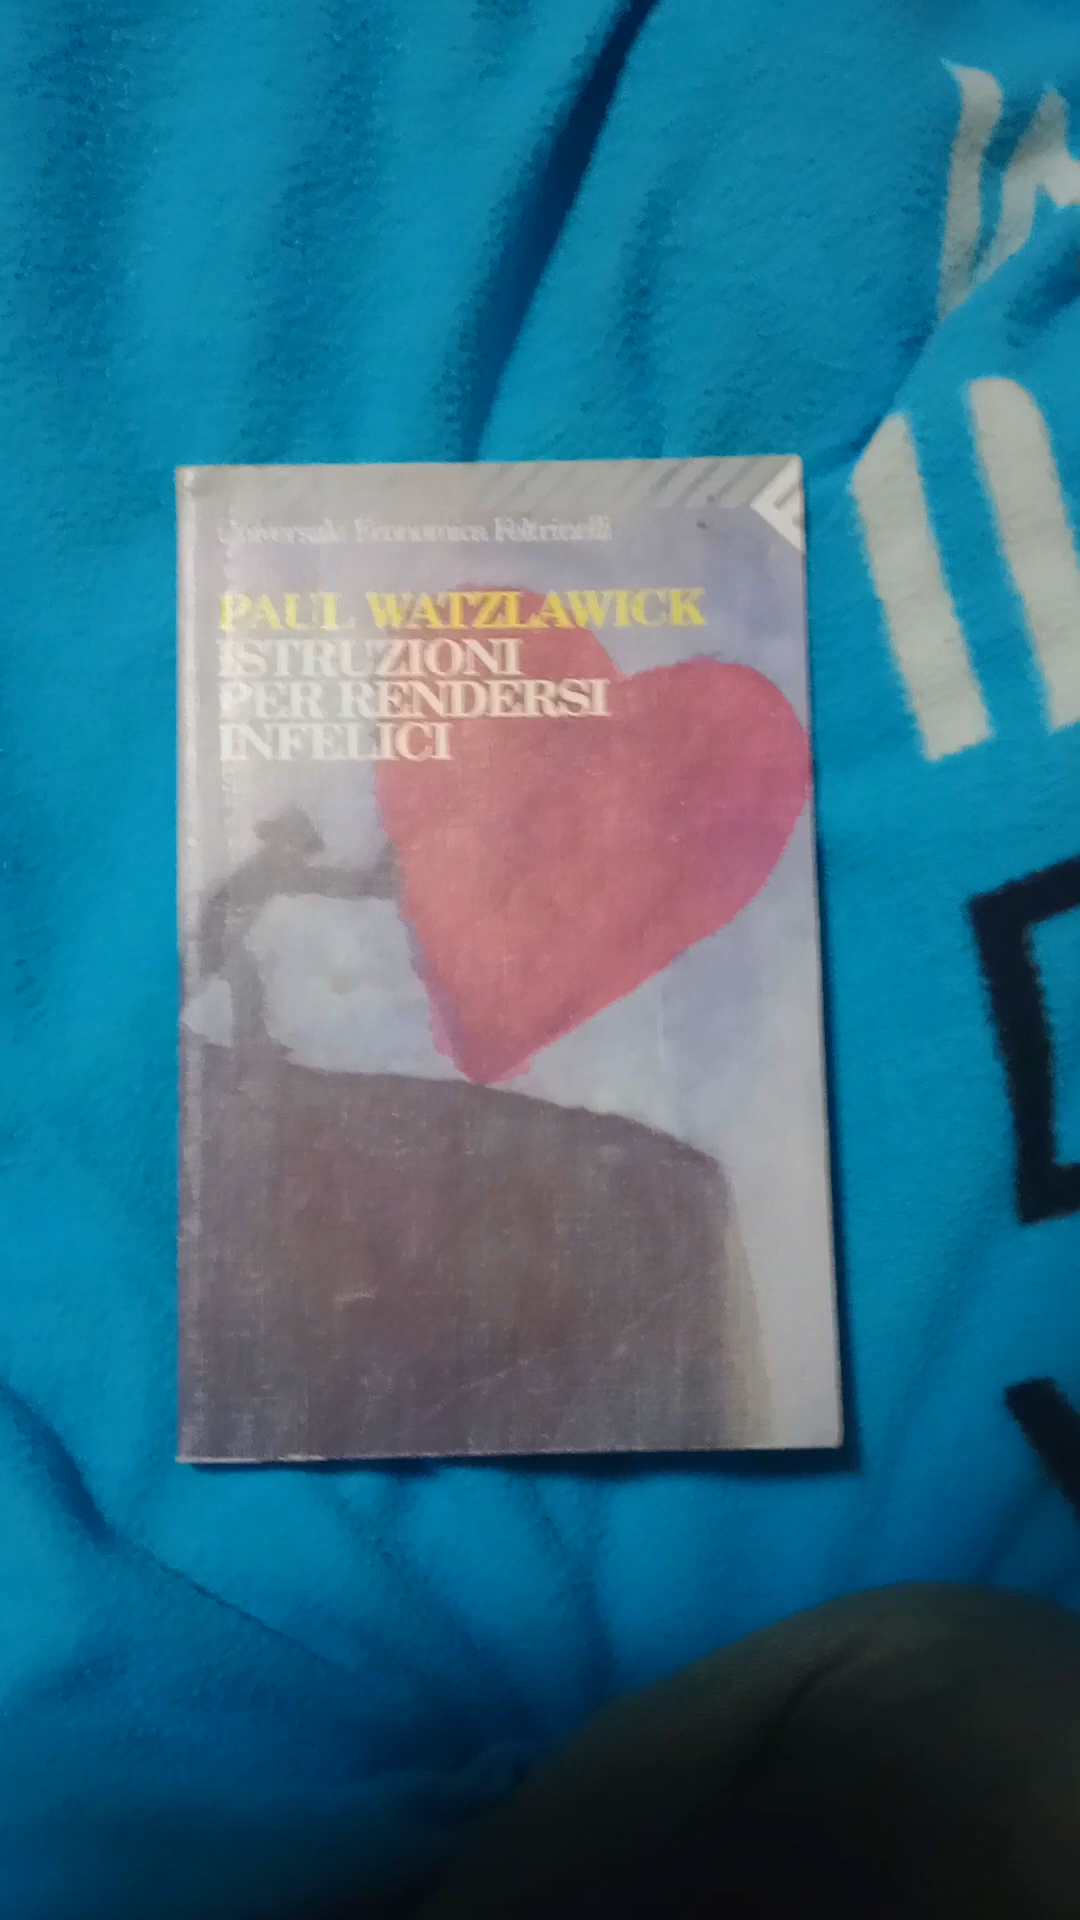 Universale Economica Feltrinelli
PAUL WATZLAWICK
ISTRUZIONI
PER RENDERSI
INFELICI